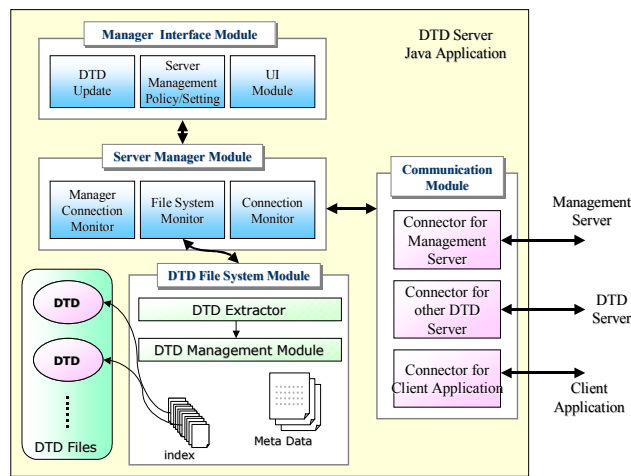 DTD Server
Java Application
Manager Interface Module
DTD
Update
Server
Management
Policy/Setting
UI
Module
Server Manager Module
Manager
Connection
Monitor
File System
Monitor
Connection
Monitor
Communication
Module
Connector for
Management
Server
Connector for
other DTD
Server
Connector for
Client Application
Management
Server
DTD
Server
Client
Application
DTD File System Module
DTD Extractor
DTD Management Module
index
Meta Data
DTD
DTD
DTD Files